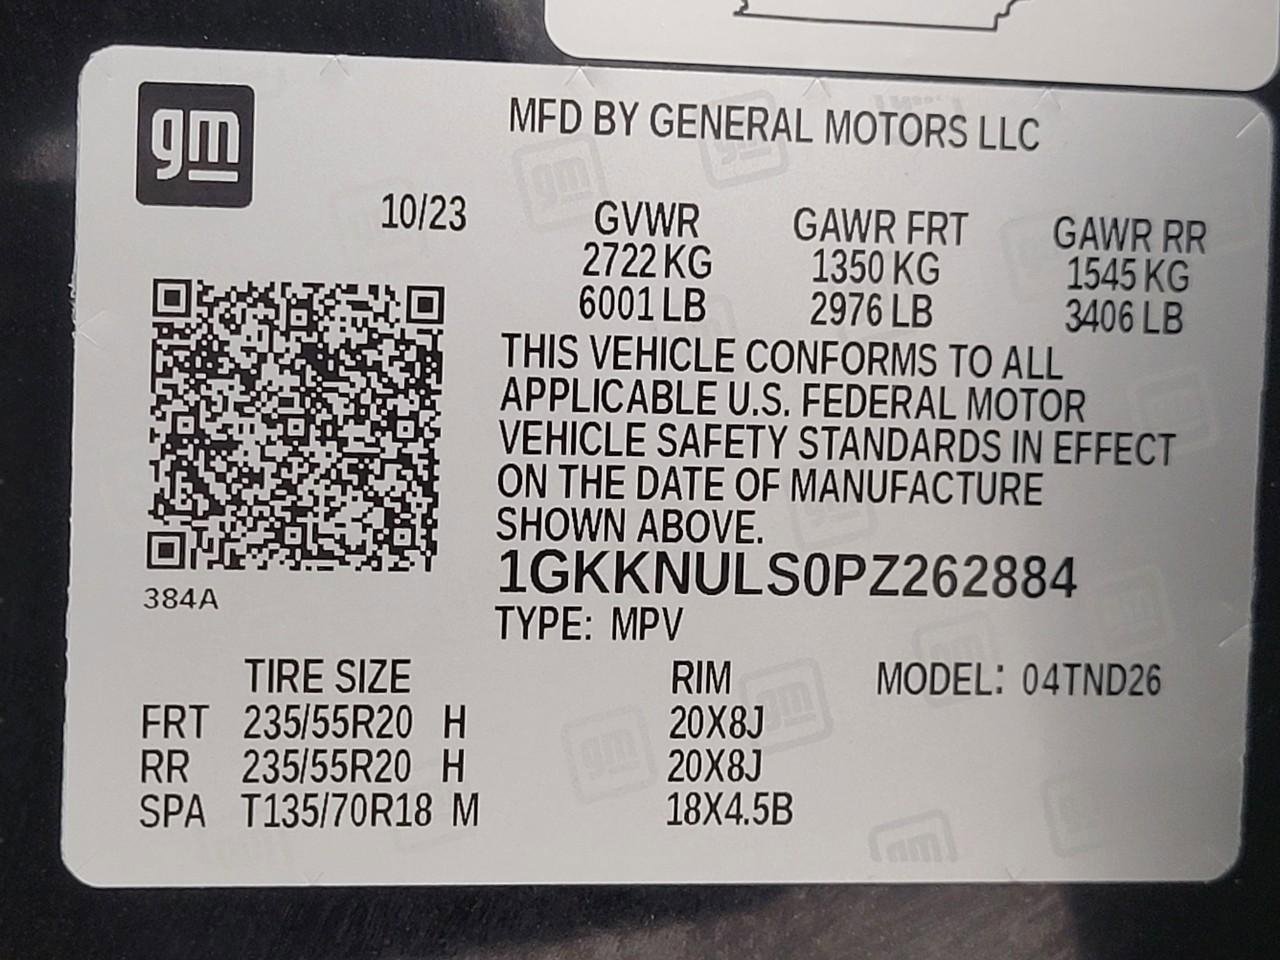 gm
MFD BY GENERAL MOTORS LLC
10/23
GVWR GAWR FRT GAWR RR
2722 KG 1350 KG 1545 KG
6001 LB 2976 LB 3406 LB
THIS VEHICLE CONFORMS TO ALL
APPLICABLE U.S. FEDERAL MOTOR
VEHICLE SAFETY STANDARDS IN EFFECT
ON THE DATE OF MANUFACTURE
SHOWN ABOVE.
1GKKNULS0PZ262884
384A
TYPE: MPV
TIRE SIZE RIM MODEL: 04TND26
FRT 235/55R20 H 20X8J
RR 235/55R20 H 20X8J
SPA T135/70R18 M 18X4.5B